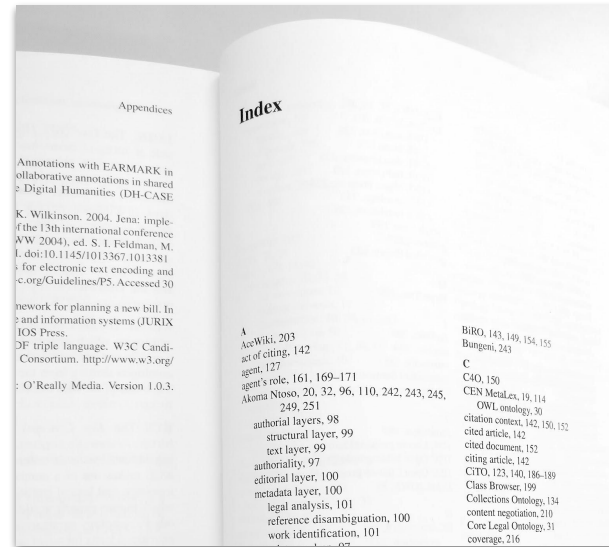 Appendices
Annotations with EARMARK in
ollaborative annotations in shared
Digital Humanities (DH-CASE
K. Wilkinson. 2004. Jena: imple-
f the 13th international conference
WW 2004), ed. S. I. Feldman, M.
l. doi:10.1145/1013367.1013381
s for electronic text encoding and
-c.org/Guidelines/P5. Accessed 30
nework for planning a new bill. In
e and information systems (JURIX
IOS Press.
DF triple language. W3C Candi-
Consortium. http://www.w3.org/
: O'Really Media. Version 1.0.3.
Index
A
AceWiki, 203
act of citing, 142
agent, 127
agent's role, 161, 169–171
Akoma Ntoso, 20, 32, 96, 110, 242, 243, 245,
249, 251
authorial layers, 98
structural layer, 99
text layer, 99
authoriality, 97
editorial layer, 100
metadata layer, 100
legal analysis, 101
reference disambiguation, 100
work identification, 101
BiRO, 143, 149, 154, 155
Bungeni, 243
C
C4O, 150
CEN MetaLex, 19, 114
OWL ontology, 30
citation context, 142, 150, 152
cited article, 142
cited document, 152
citing article, 142
CiTO, 123, 140, 186–189
Class Browser, 199
Collections Ontology, 134
content negotiation, 210
Core Legal Ontology, 31
coverage, 216